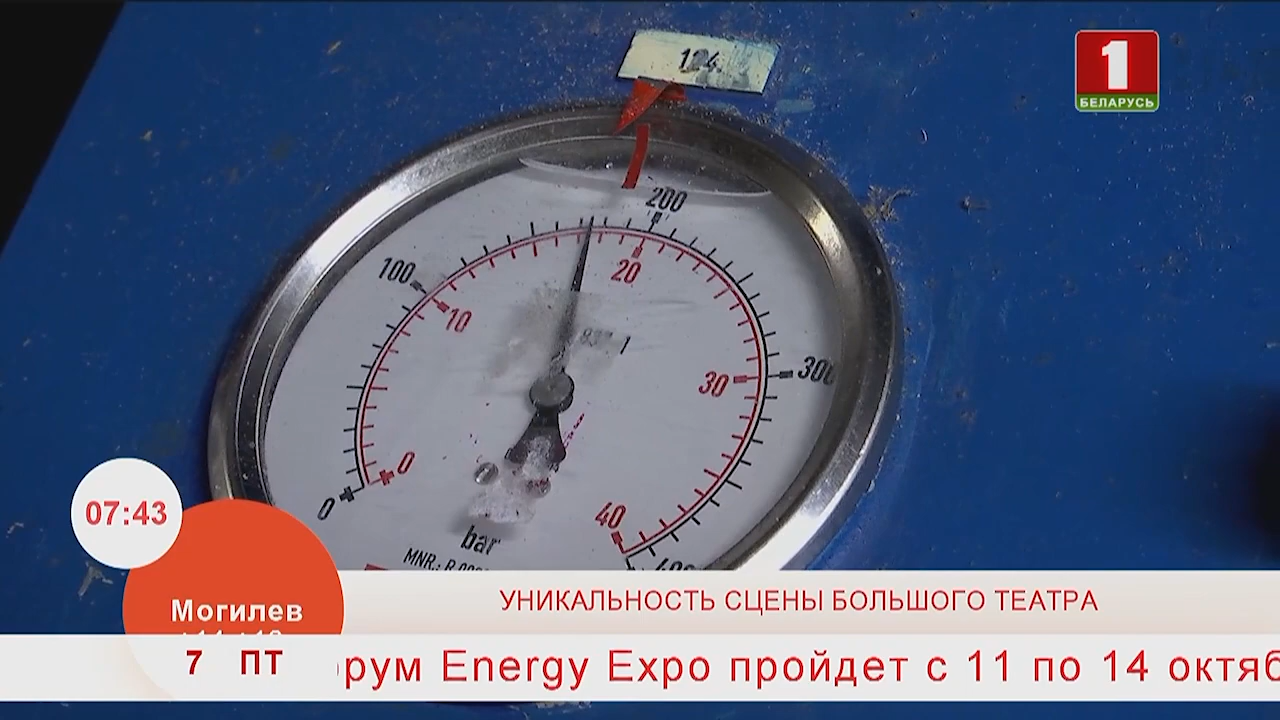 1
БЕЛАРУСЬ
200
100
20
10
300
30
0
0
40
bar
07:43
Могилев
УНИКАЛЬНОСТЬ СЦЕНЫ БОЛЬШОГО ТЕАТРА
7 ПТ
рум Energy Expo пройдет с 11 по 14 октяб